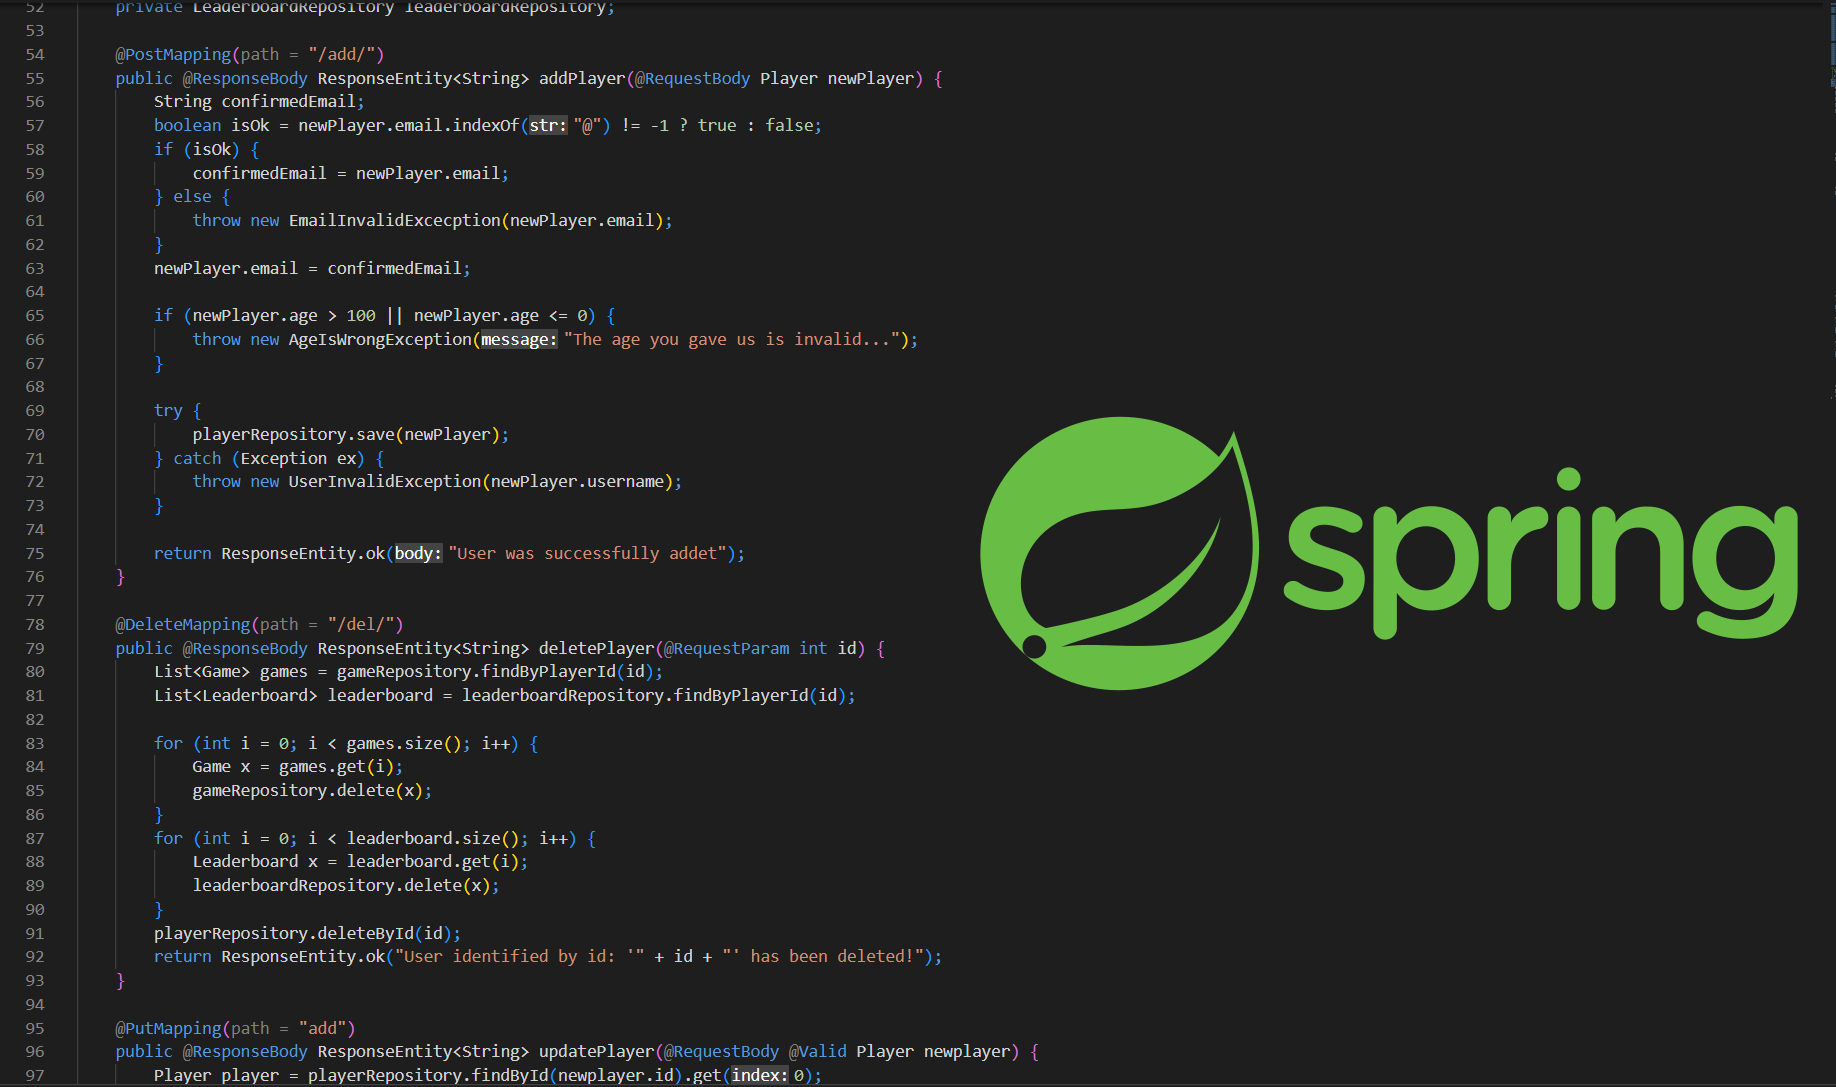 52 private LeaderboardRepository leaderboardRepository;
53
54 @PostMapping(path = "/add/")
55 public @ResponseBody ResponseEntity<String> addPlayer(@RequestBody Player newPlayer) {
56 String confirmedEmail;
57 boolean isOk = newPlayer.email.indexOf(str: "@") != -1 ? true : false;
58 if (isOk) {
59 confirmedEmail = newPlayer.email;
60 } else {
61 throw new EmailInvalidExcecption(newPlayer.email);
62 }
63 newPlayer.email = confirmedEmail;
64
65 if (newPlayer.age > 100 || newPlayer.age <= 0) {
66 throw new AgeIsWrongException(message: "The age you gave us is invalid...");
67 }
68
69 try {
70 playerRepository.save(newPlayer);
71 } catch (Exception ex) {
72 throw new UserInvalidException(newPlayer.username);
73 }
74
75 return ResponseEntity.ok(body: "User was successfully addet");
76 }
77
78 @DeleteMapping(path = "/del/")
79 public @ResponseBody ResponseEntity<String> deletePlayer(@RequestParam int id) {
80 List<Game> games = gameRepository.findByPlayerId(id);
81 List<Leaderboard> leaderboard = leaderboardRepository.findByPlayerId(id);
82
83 for (int i = 0; i < games.size(); i++) {
84 Game x = games.get(i);
85 gameRepository.delete(x);
86 }
87 for (int i = 0; i < leaderboard.size(); i++) {
88 Leaderboard x = leaderboard.get(i);
89 leaderboardRepository.delete(x);
90 }
91 playerRepository.deleteById(id);
92 return ResponseEntity.ok("User identified by id: '" + id + "' has been deleted!");
93 }
94
95 @PutMapping(path = "add")
96 public @ResponseBody ResponseEntity<String> updatePlayer(@RequestBody @Valid Player newplayer) {
97 Player player = playerRepository.findById(newplayer.id).get(index: 0);
spring